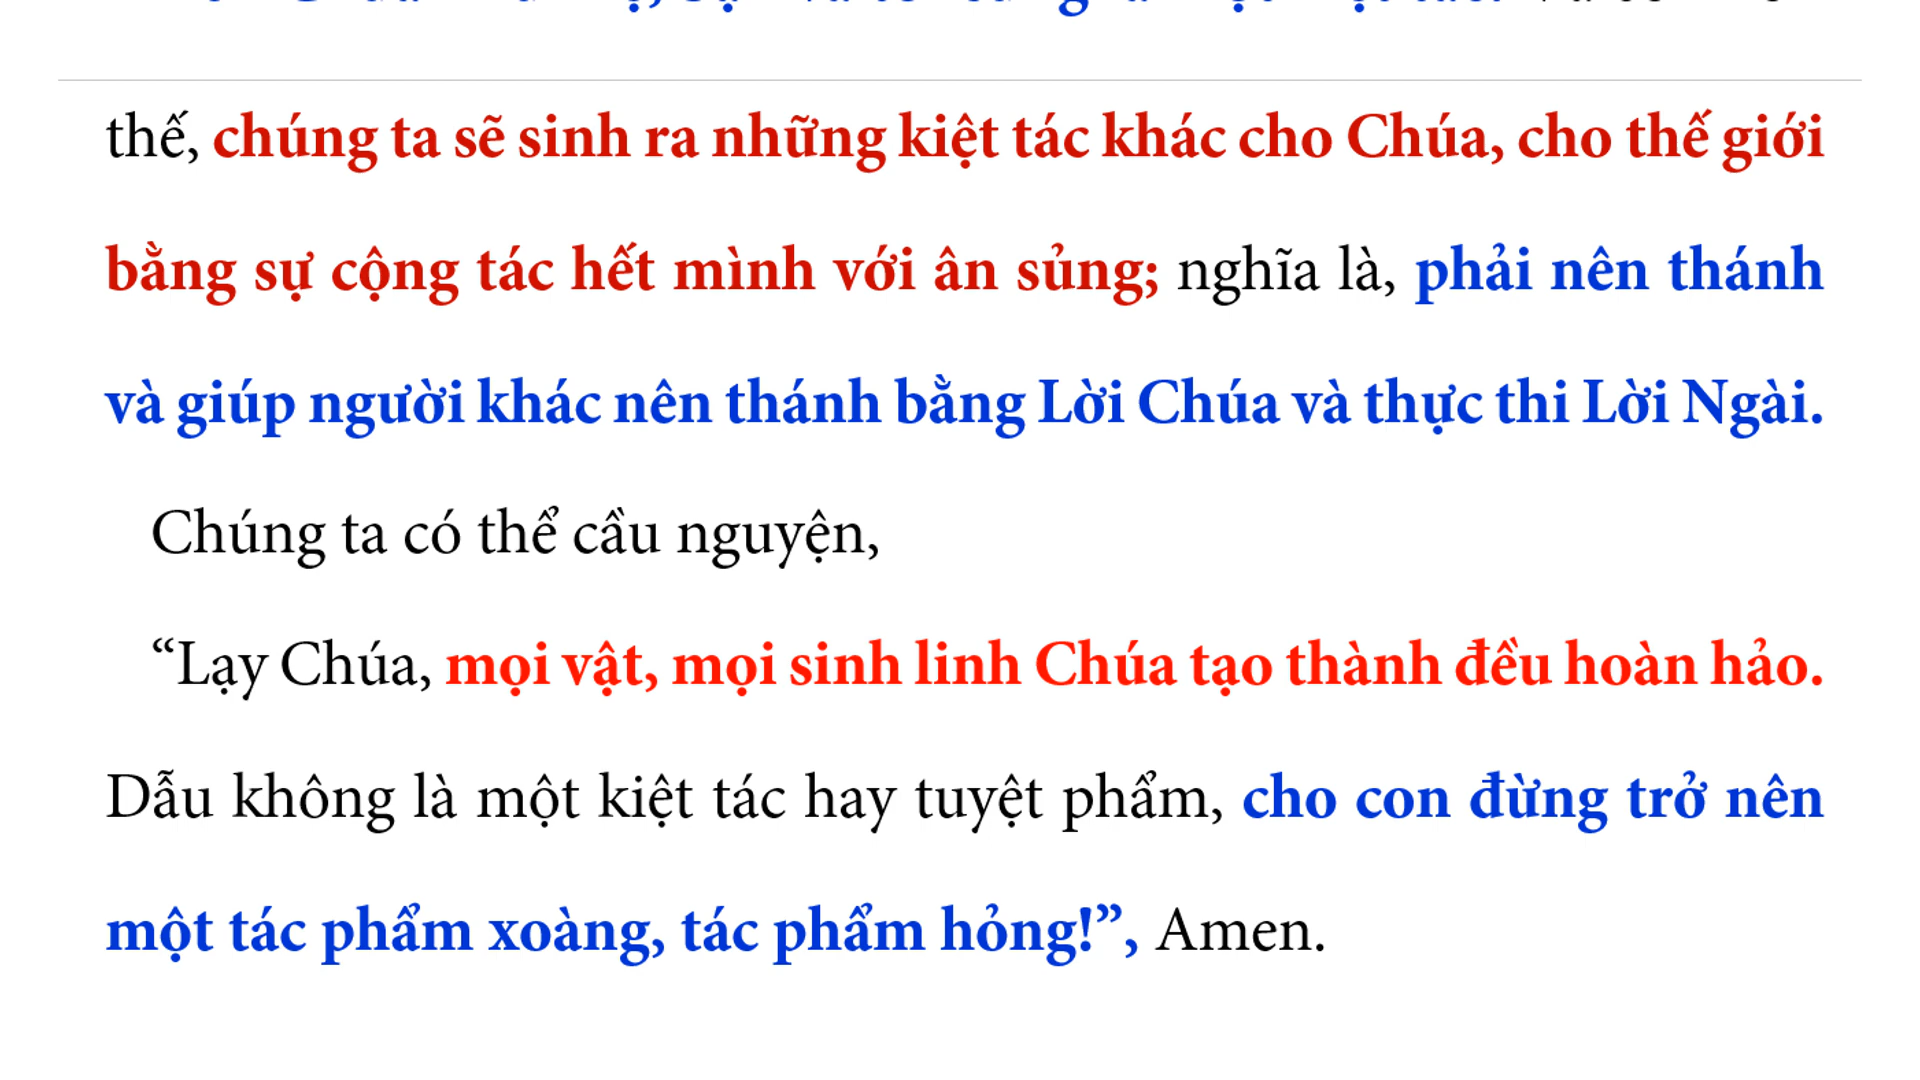 thế, chúng ta sẽ sinh ra những kiệt tác khác cho Chúa, cho thế giới
bằng sự cộng tác hết mình với ân sủng; nghĩa là, phải nên thánh
và giúp người khác nên thánh bằng Lời Chúa và thực thi Lời Ngài.
Chúng ta có thể cầu nguyện,
“Lạy Chúa, mọi vật, mọi sinh linh Chúa tạo thành đều hoàn hảo.
Dẫu không là một kiệt tác hay tuyệt phẩm, cho con đừng trở nên
một tác phẩm xoàng, tác phẩm hỏng!”, Amen.